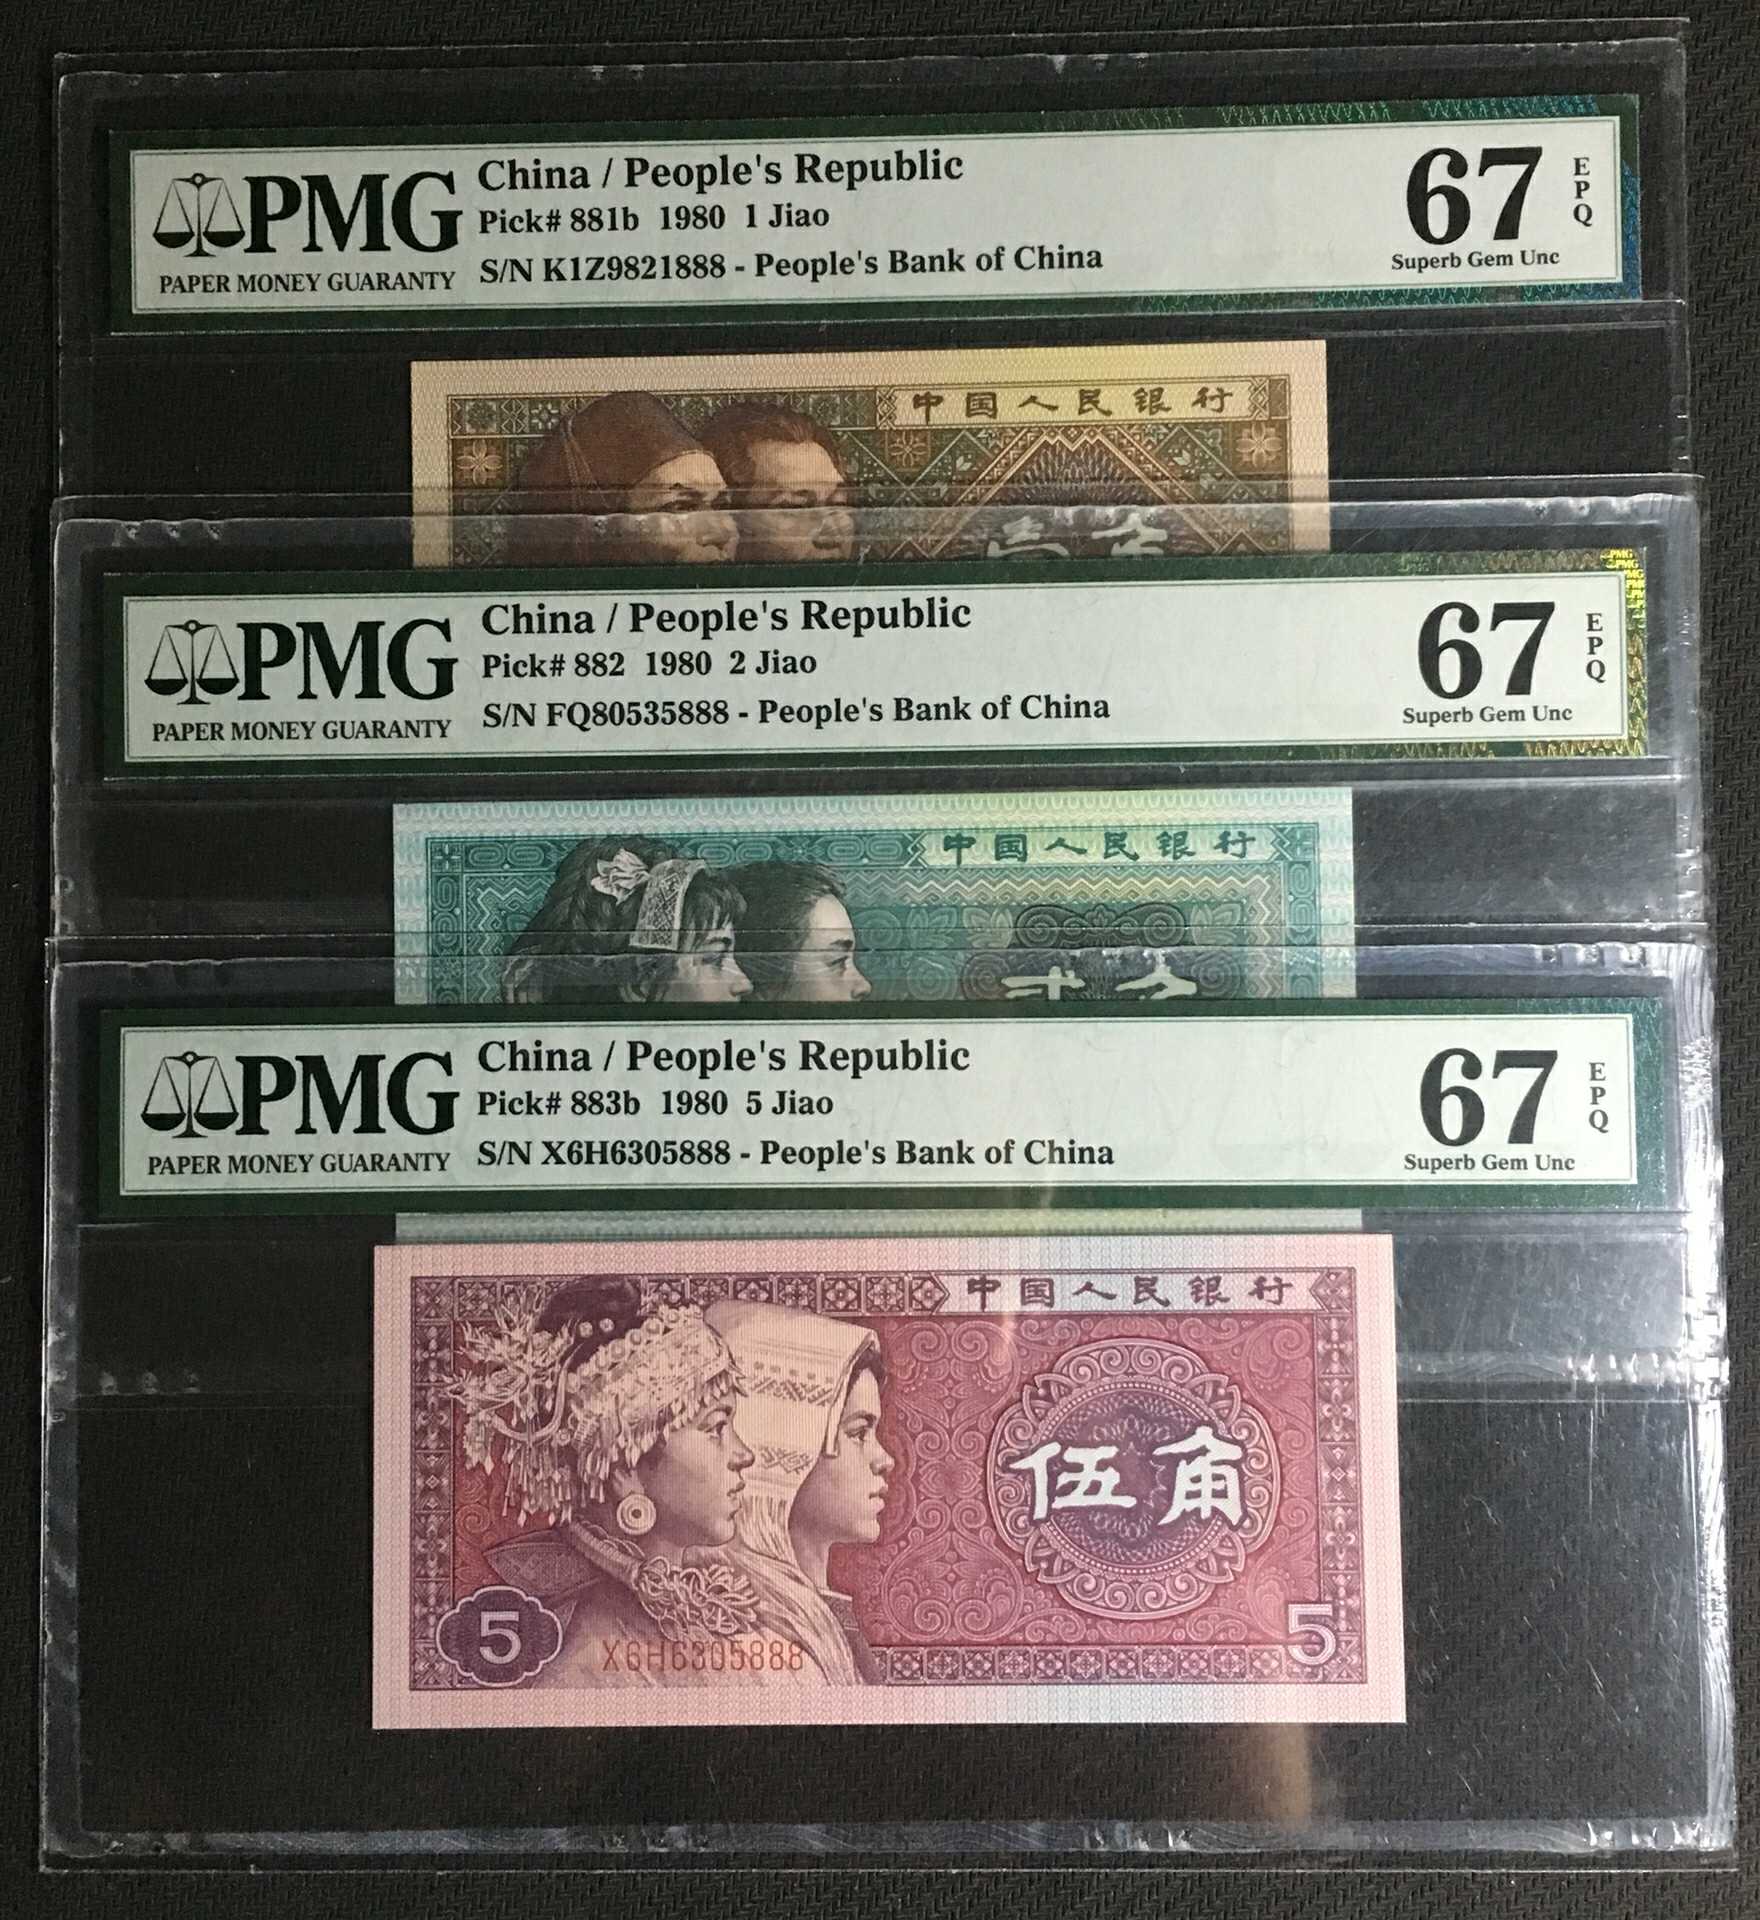 PMG
PAPER MONEY GUARANTY
China / People's Republic
Pick# 881b 1980 1 Jiao
S/N K1Z9821888 - People's Bank of China
67
EPQ
Superb Gem Unc
中国人民银行
PMG
PAPER MONEY GUARANTY
China / People's Republic
Pick# 882 1980 2 Jiao
S/N FQ80535888 - People's Bank of China
67
EPQ
Superb Gem Unc
PMG
PMG
中国人民银行
PMG
PAPER MONEY GUARANTY
China / People's Republic
Pick# 883b 1980 5 Jiao
S/N X6H6305888 - People's Bank of China
67
EPQ
Superb Gem Unc
中国人民银行
伍角
5
X6H6305888
5